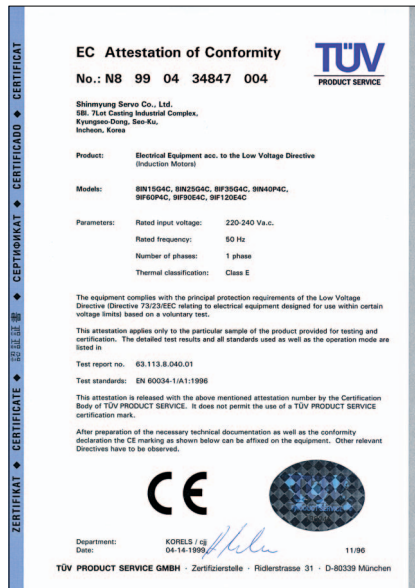 EC Attestation of Conformity
No.: N8 99 04 34847 004
TÜV
PRODUCT SERVICE
Shinmyung Servo Co., Ltd.
5Bl. 7Lot Casting Industrial Complex,
Kyungseo-Dong, Seo-Ku,
Incheon, Korea
Product: Electrical Equipment acc. to the Low Voltage Directive
(Induction Motors)
Models: 8IN15G4C, 8IN25G4C, 8IF35G4C, 9IN40P4C,
9IF60P4C, 9IF90E4C, 9IF120E4C
Parameters: Rated input voltage: 220-240 Va.c.
Rated frequency: 50 Hz
Number of phases: 1 phase
Thermal classification: Class E
The equipment complies with the principal protection requirements of the Low Voltage
Directive (Directive 73/23/EEC relating to electrical equipment designed for use within certain
voltage limits) based on a voluntary test.
This attestation applies only to the particular sample of the product provided for testing and
certification. The detailed test results and all standards used as well as the operation mode are
listed in
Test report no. 63.113.8.040.01
Test standards: EN 60034-1/A1:1996
This attestation is released with the above mentioned attestation number by the Certification
Body of TÜV PRODUCT SERVICE. It does not permit the use of a TÜV PRODUCT SERVICE
certification mark.
After preparation of the necessary technical documentation as well as the conformity
declaration the CE marking as shown below can be affixed on the equipment. Other relevant
Directives have to be observed.
CE
Department: KORELS / cjj
Date: 04-14-1999
11/96
TÜV PRODUCT SERVICE GMBH · Zertifizierstelle · Ridlerstrasse 31 · D-80339 München
ZERTIFIKAT ◆ CERTIFICATE ◆ 認証証書 ◆ СЕРТИФИКАТ ◆ CERTIFICADO ◆ CERTIFICAT